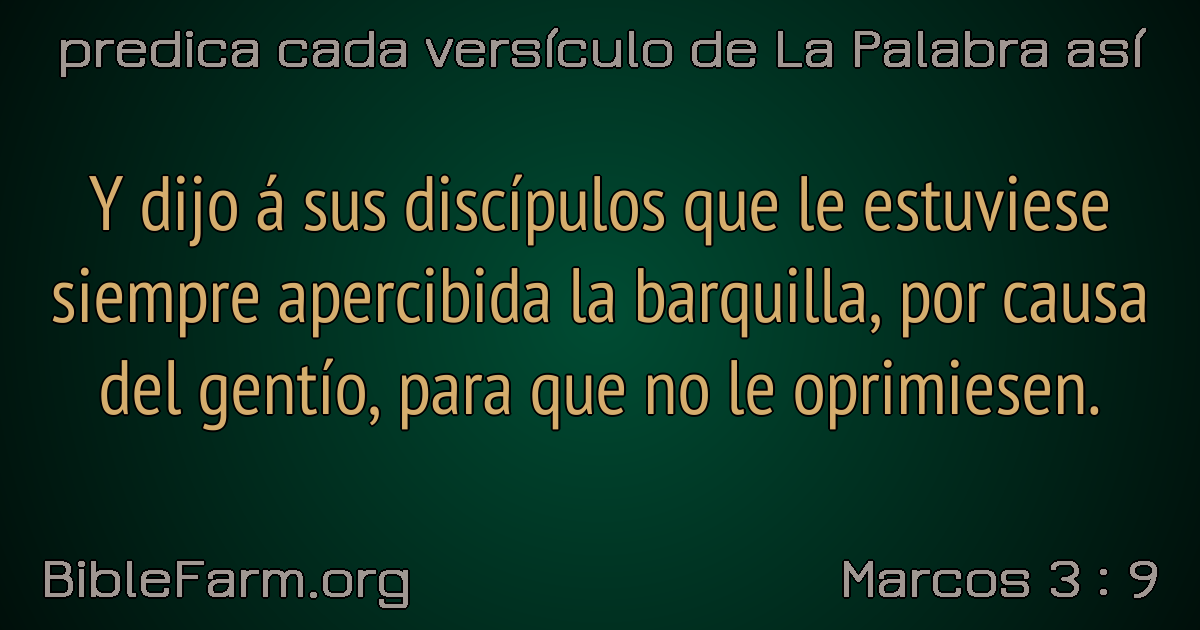 predica cada versículo de La Palabra así
Y dijo á sus discípulos que le estuviese
siempre apercibida la barquilla, por causa
del gentío, para que no le oprimiesen.
BibleFarm.org
Marcos 3 : 9